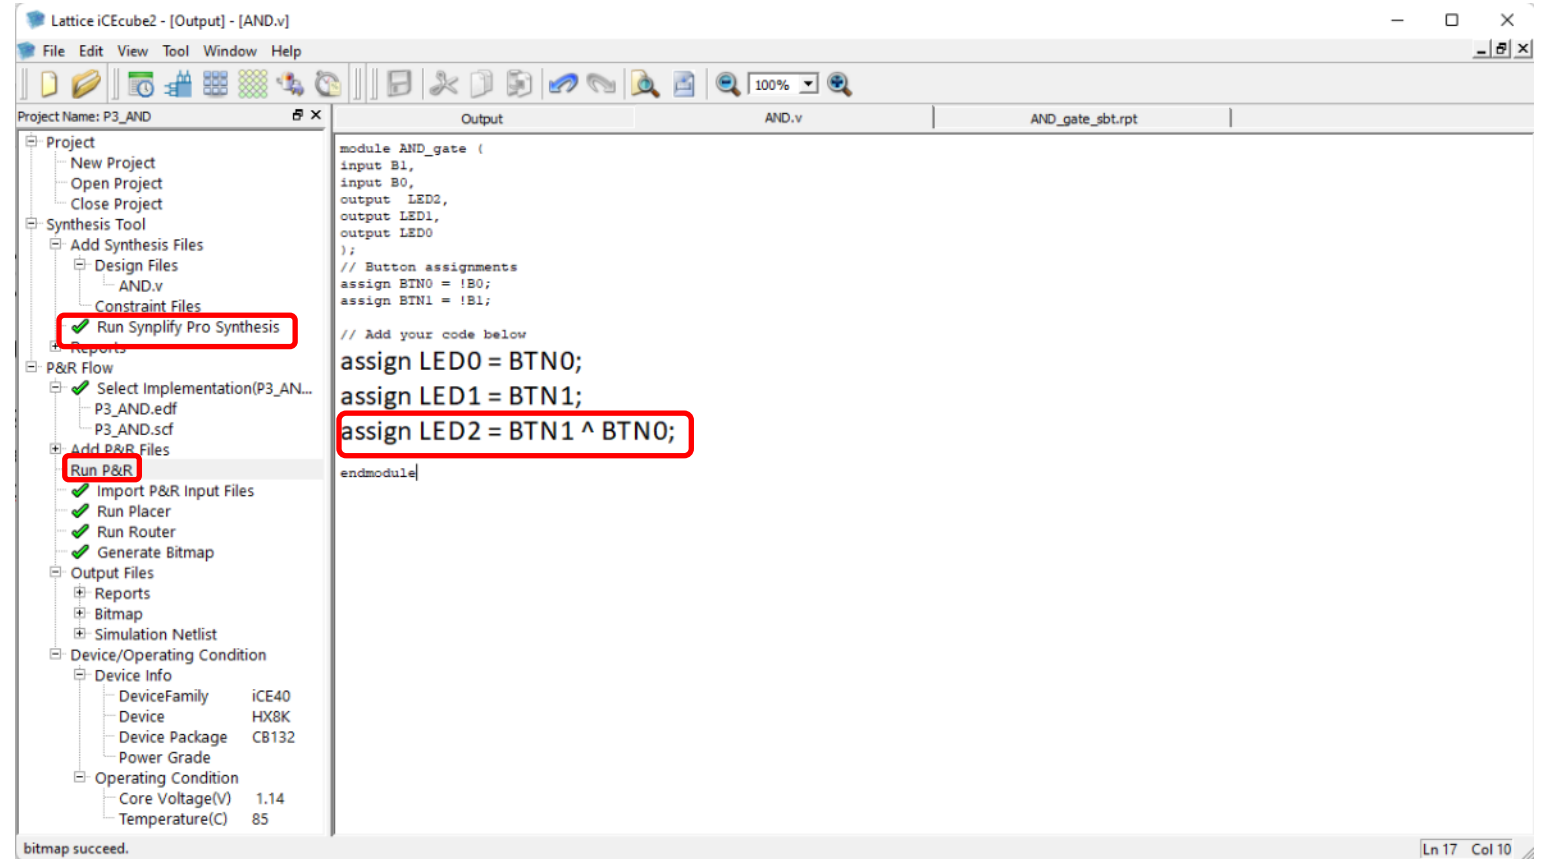 Lattice iCEcube2 - [Output] - [AND.v]
File Edit View Tool Window Help
100%
Project Name: P3_AND
Output AND.v AND_gate_sbt.rpt
Project
New Project
Open Project
Close Project
Synthesis Tool
Add Synthesis Files
Design Files
AND.v
Constraint Files
Run Synplify Pro Synthesis
Reports
P&R Flow
Select Implementation(P3_AN...
P3_AND.edf
P3_AND.scf
Add P&R Files
Run P&R
Import P&R Input Files
Run Placer
Run Router
Generate Bitmap
Output Files
Reports
Bitmap
Simulation Netlist
Device/Operating Condition
Device Info
DeviceFamily iCE40
Device HX8K
Device Package CB132
Power Grade
Operating Condition
Core Voltage(V) 1.14
Temperature(C) 85
module AND_gate (
input B1,
input B0,
output  LED2,
output LED1,
output LED0
);
// Button assignments
assign BTN0 = !B0;
assign BTN1 = !B1;
// Add your code below
assign LED0 = BTN0;
assign LED1 = BTN1;
assign LED2 = BTN1 ^ BTN0;
endmodule
bitmap succeed.
Ln 17 Col 10